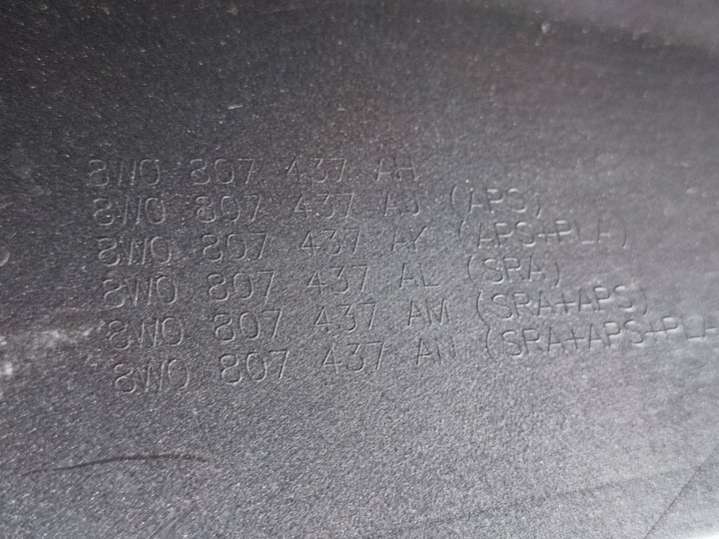 8W0 807 437 AH
8W0 807 437 AJ (APS)
8W0 807 437 AK (APS+PLA)
8W0 807 437 AL (SRA)
8W0 807 437 AM (SRA+APS)
8W0 807 437 AN (SRA+APS+PLA